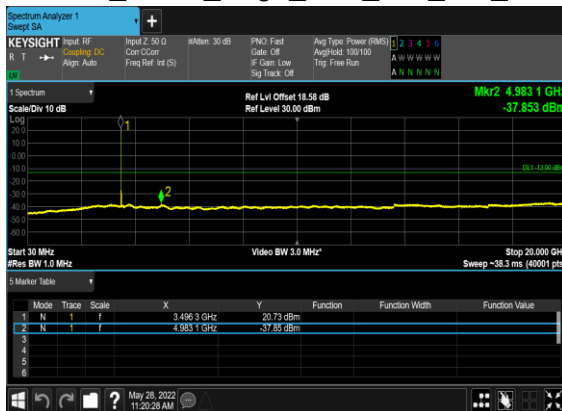 Spectrum Analyzer 1
Swept SA
+
KEYSIGHT Input: RF Input Z: 50 Ω #Atten: 30 dB PNO: Fast Avg Type: Power (RMS) 1 2 3 4 5 6
R T Coupling: DC Corr CCorr Gate: Off Avg|Hold: 100/100 A W W W W W
Align: Auto Freq Ref: Int (S) IF Gain: Low Trig: Free Run
Sig Track: Off A N N N N N
1 Spectrum Ref Lvl Offset 18.58 dB Mkr2 4.983 1 GHz
Scale/Div 10 dB Ref Level 30.00 dBm -37.853 dBm
Log
20.0
10.0
0.00
-10.0
-20.0
-30.0
-40.0
-50.0
-60.0
1
2
DL1 -13.00 dBm
Start 30 MHz Video BW 3.0 MHz* Stop 20.000 GHz
#Res BW 1.0 MHz Sweep ~38.3 ms (40001 pts)
5 Marker Table
Mode Trace Scale X Y Function Function Width Function Value
1 N 1 f 3.496 3 GHz 20.73 dBm
2 N 1 f 4.983 1 GHz -37.85 dBm
3
4
5
6
? May 28, 2022
11:20:28 AM